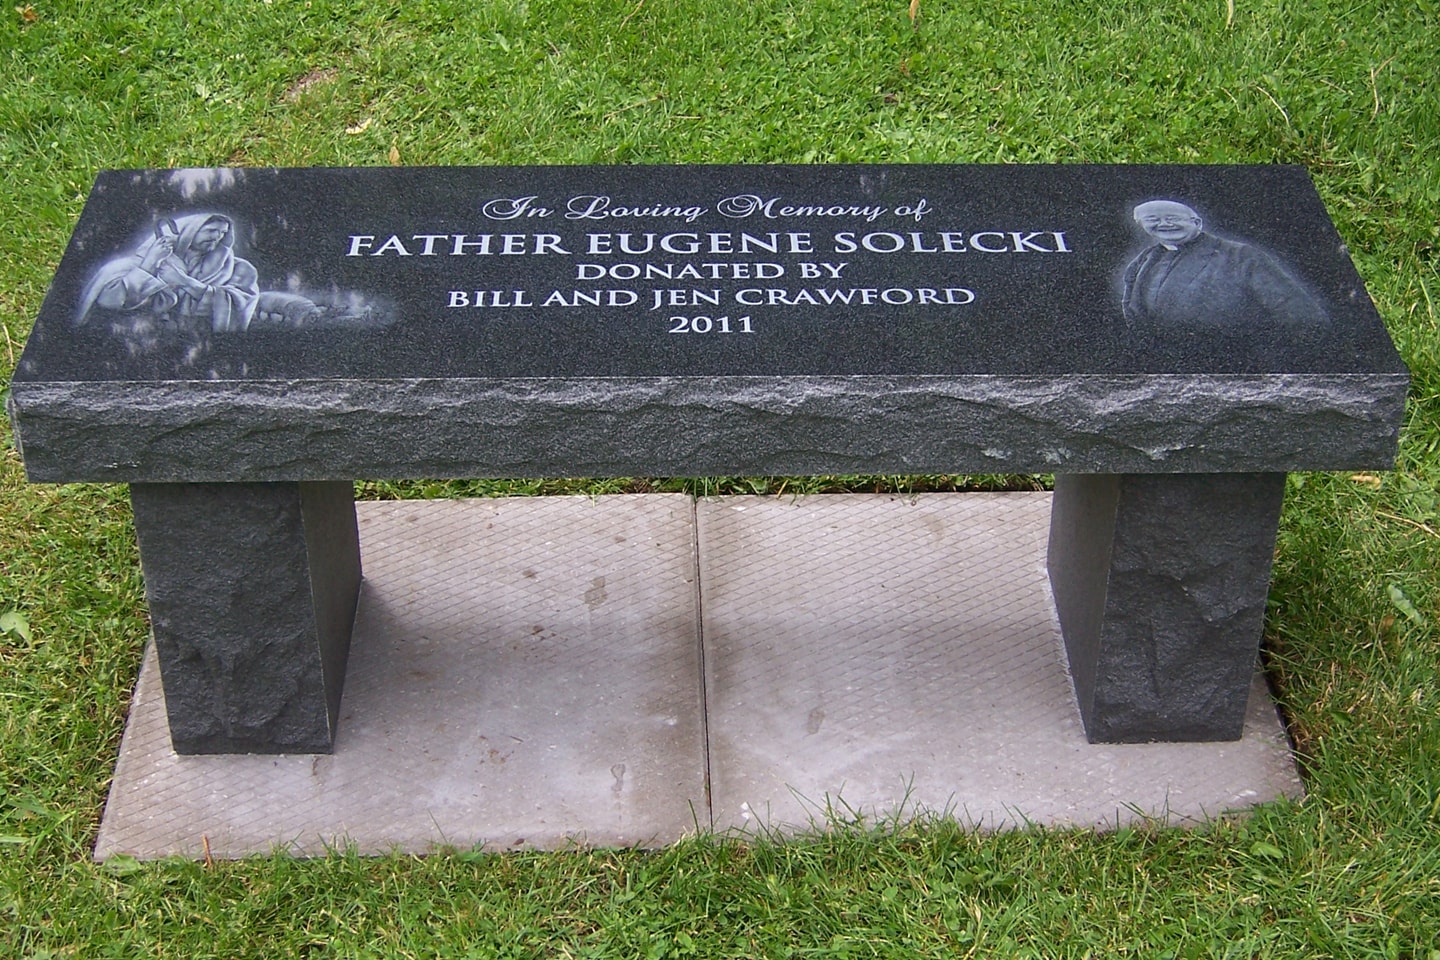 In Loving Memory of
FATHER EUGENE SOLECKI
DONATED BY
BILL AND JEN CRAWFORD
2011